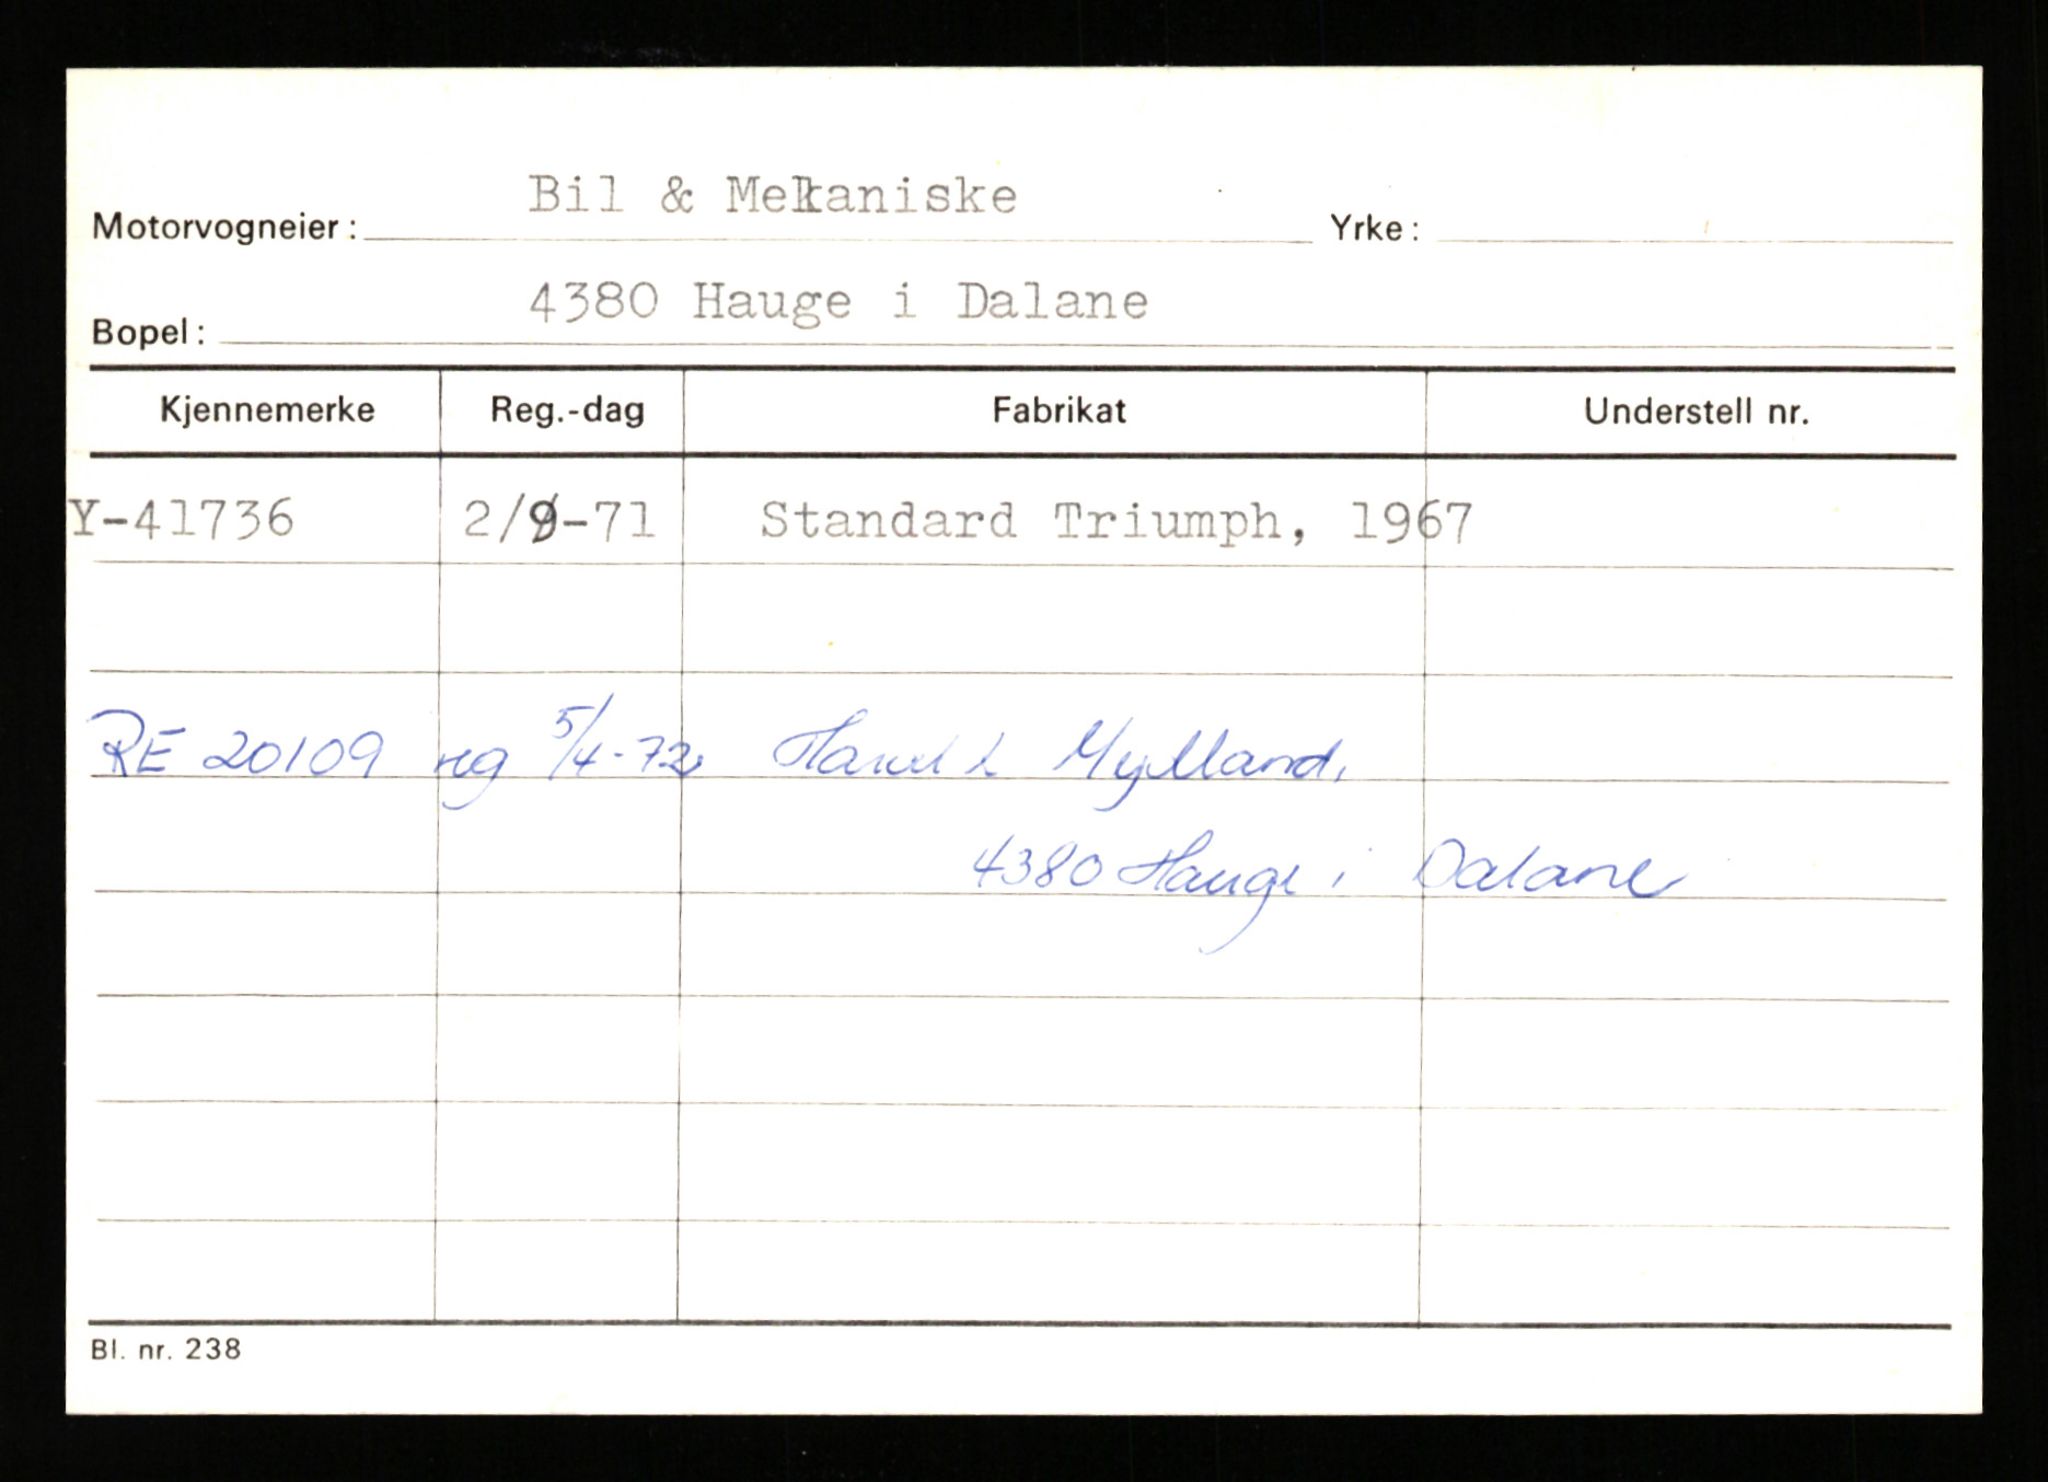 Motorvogneier: Bil & Mekaniske Yrke:
Bopel: 4380 Hauge i Dalane
Kjennemerke Reg.-dag Fabrikat Understell nr.
Y-41736 2/9-71 Standard Triumph, 1967
RE 20109 reg 5/4-72 Mylland,
4380 Hauge i Dalane
Bl. nr. 238